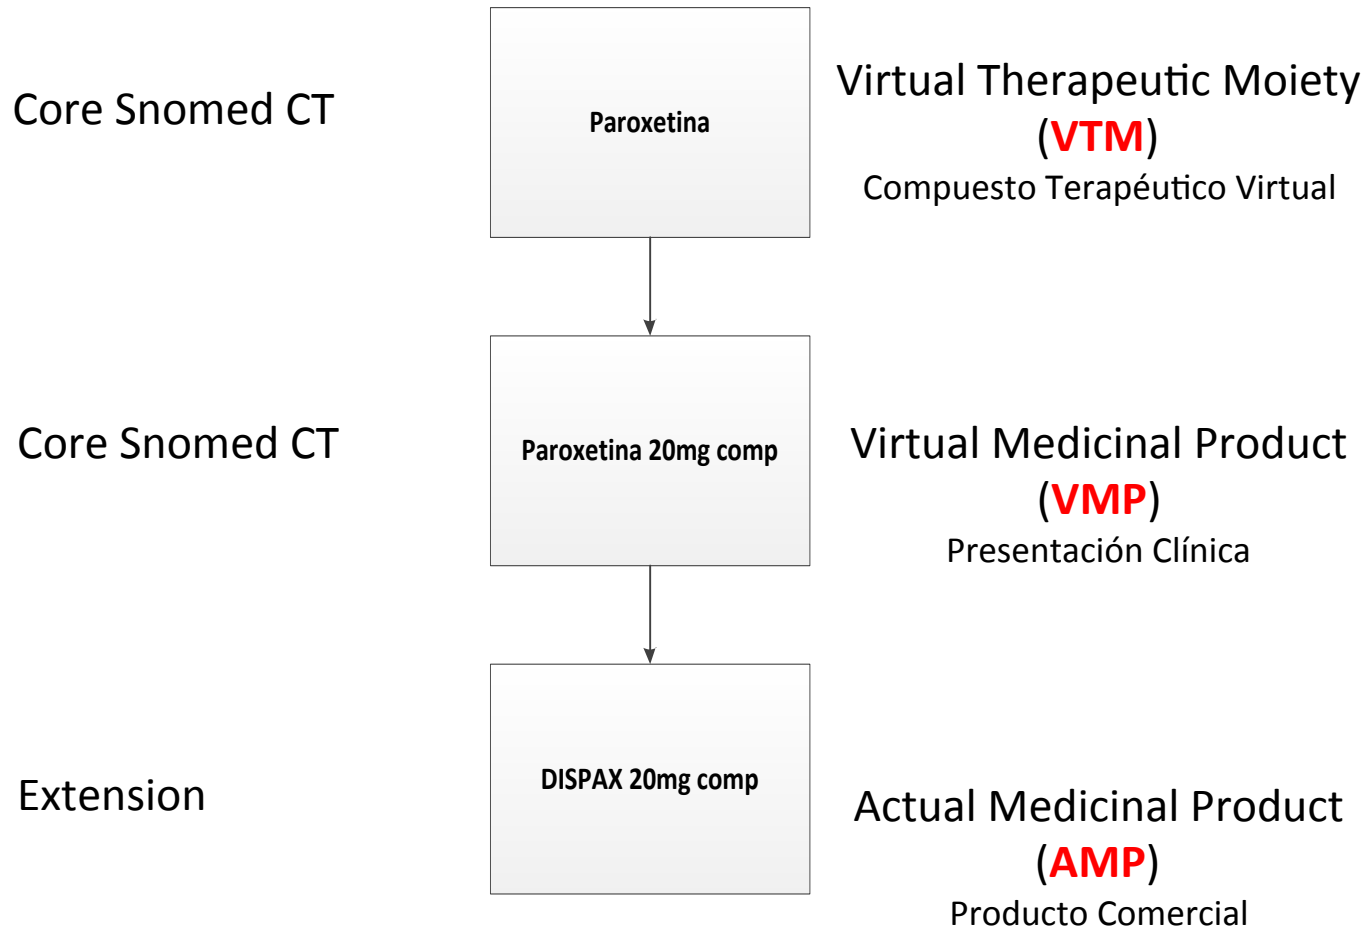 Core Snomed CT
Paroxetina
Virtual Therapeutic Moiety
(VTM)
Compuesto Terapéutico Virtual
Core Snomed CT
Paroxetina 20mg comp
Virtual Medicinal Product
(VMP)
Presentación Clínica
Extension
DISPAX 20mg comp
Actual Medicinal Product
(AMP)
Producto Comercial